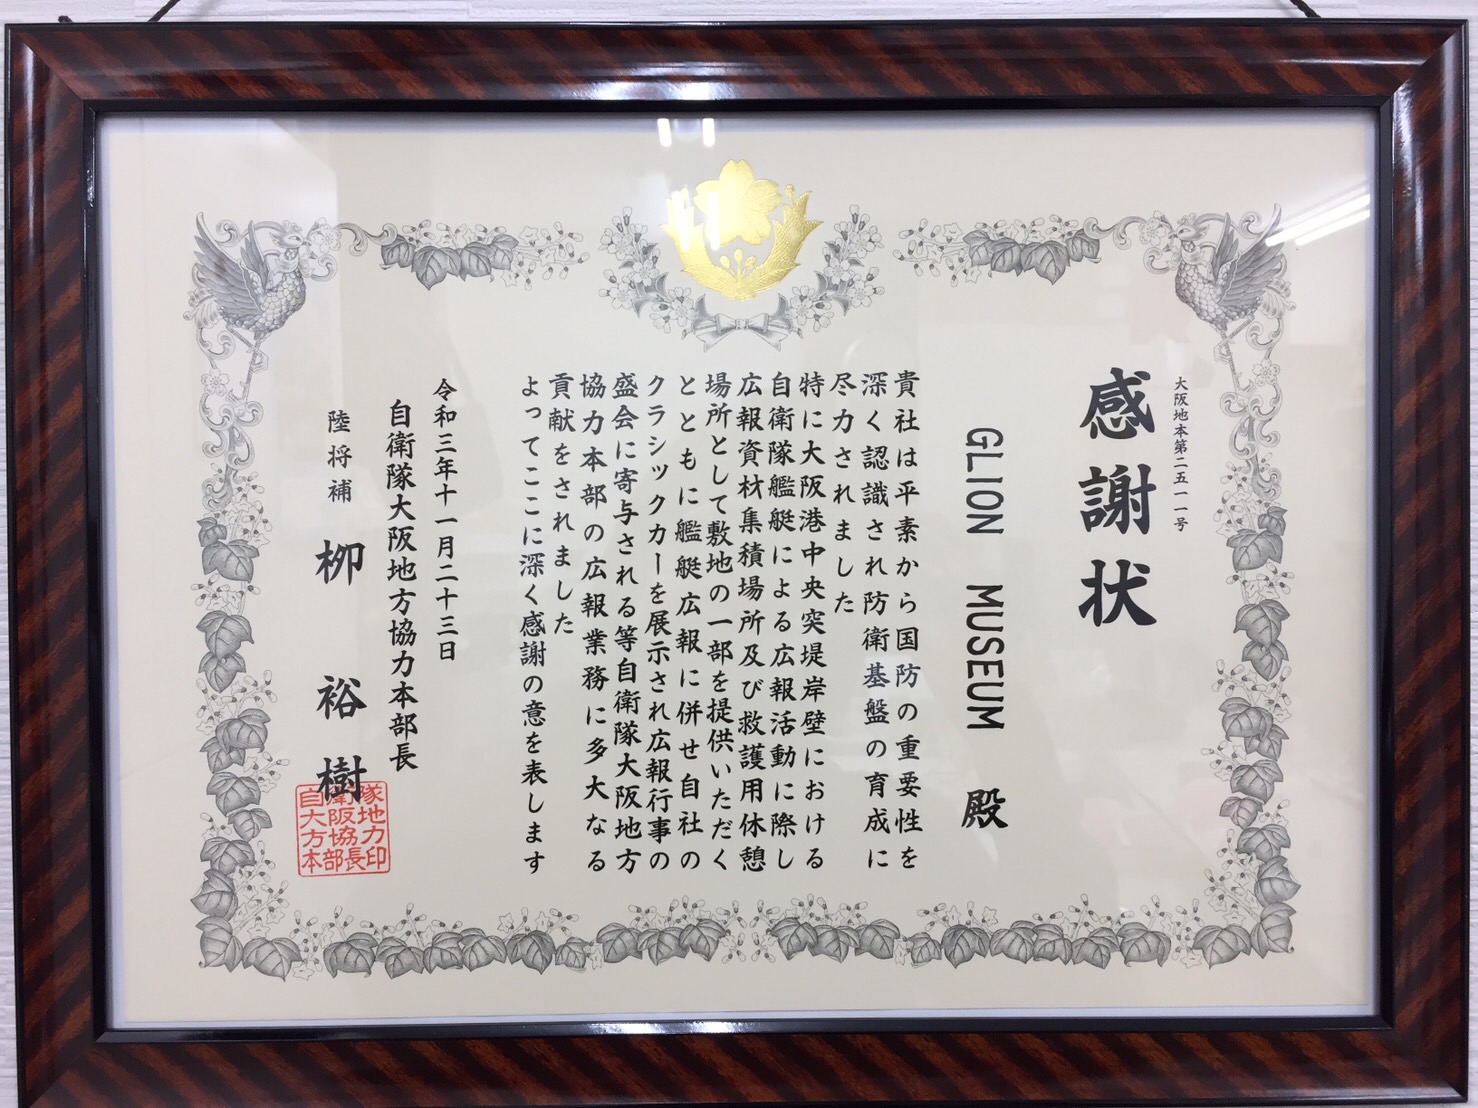 大阪地本第二五一一号
感謝状
GLION MUSEUM 殿
貴社は平素から国防の重要性を
深く認識され防衛基盤の育成に
尽力されました
特に大阪港中央突堤岸壁における
自衛隊艦艇による広報活動に際し
広報資材集積場所及び救護用休憩
場所として敷地の一部を提供いただく
とともに艦艇広報に併せ自社の
クラシックカーを展示され広報行事の
盛会に寄与される等自衛隊大阪地方
協力本部の広報業務に多大なる
貢献をされました
よってここに深く感謝の意を表します
令和三年十一月二十三日
自衛隊大阪地方協力本部長
陸将補 栁 裕樹
自衛隊
大阪地
方協力
本部長印